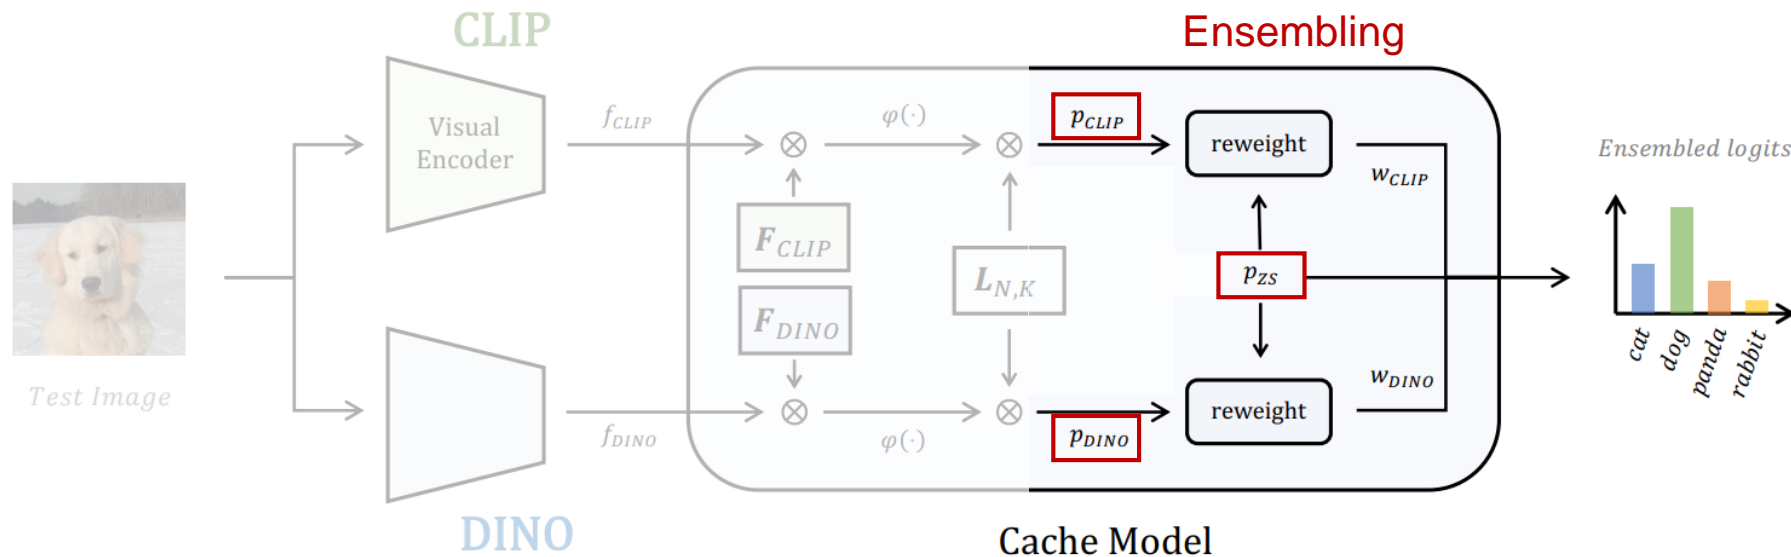 CLIP
Ensembling
Visual
Encoder
f_CLIP
φ(·)
p_CLIP
reweight
w_CLIP
Ensembled logits
F_CLIP
F_DINO
L_N,K
p_ZS
Test Image
f_DINO
φ(·)
p_DINO
reweight
w_DINO
cat
dog
panda
rabbit
DINO
Cache Model